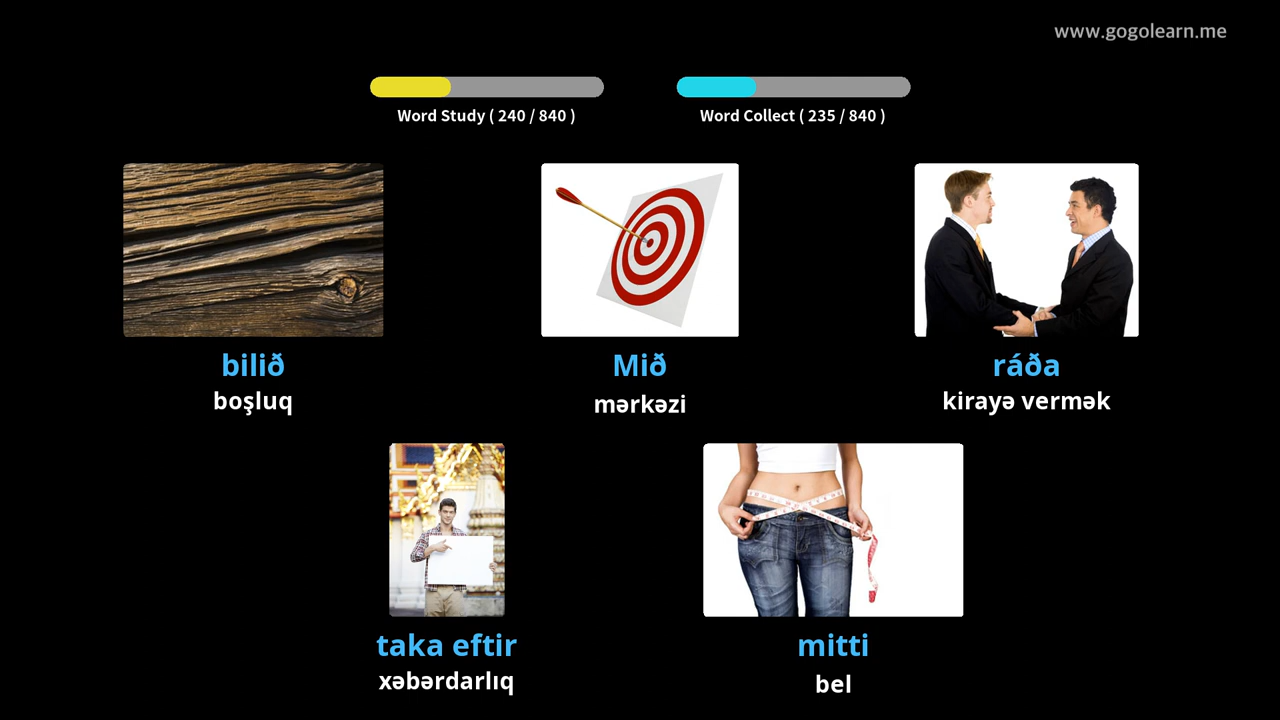 www.gogolearn.me
Word Study ( 240 / 840 )
Word Collect ( 235 / 840 )
bilið
boşluq
Mið
mərkəzi
ráða
kirayə vermək
taka eftir
xəbərdarlıq
mitti
bel